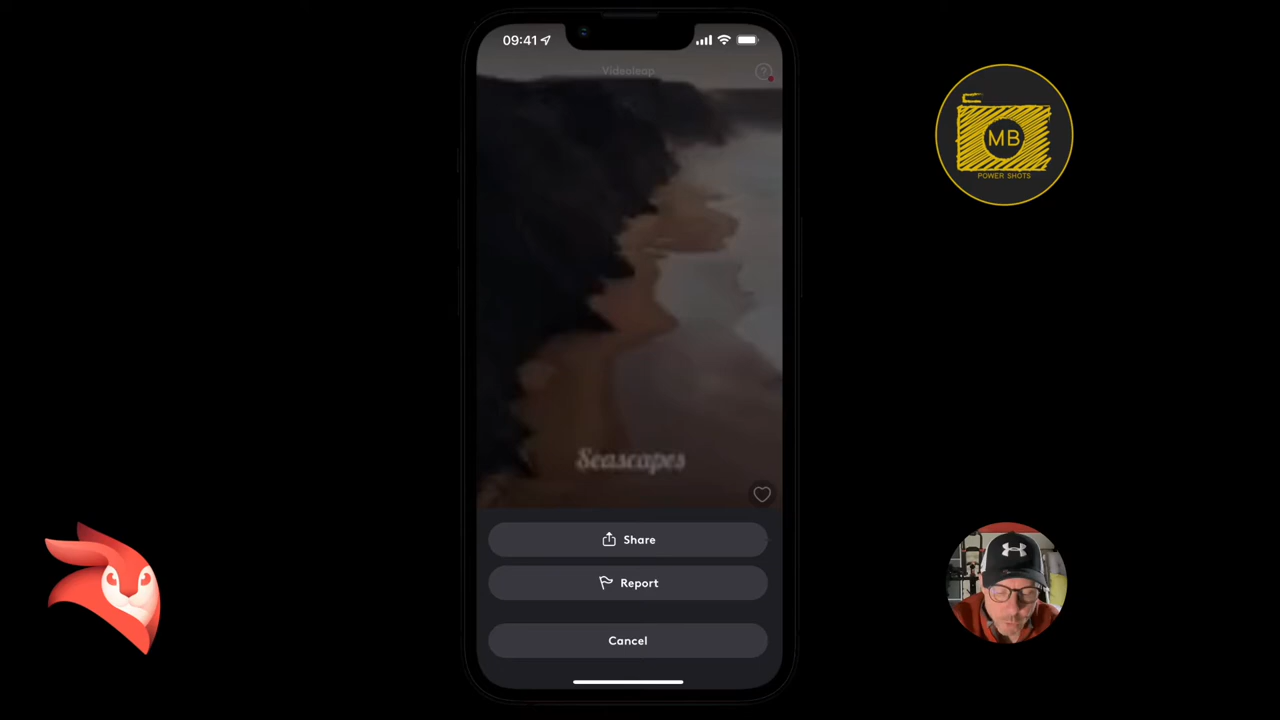 09:41
Videoleap
?
MB
POWER SHOTS
Seascapes
Share
Report
Cancel